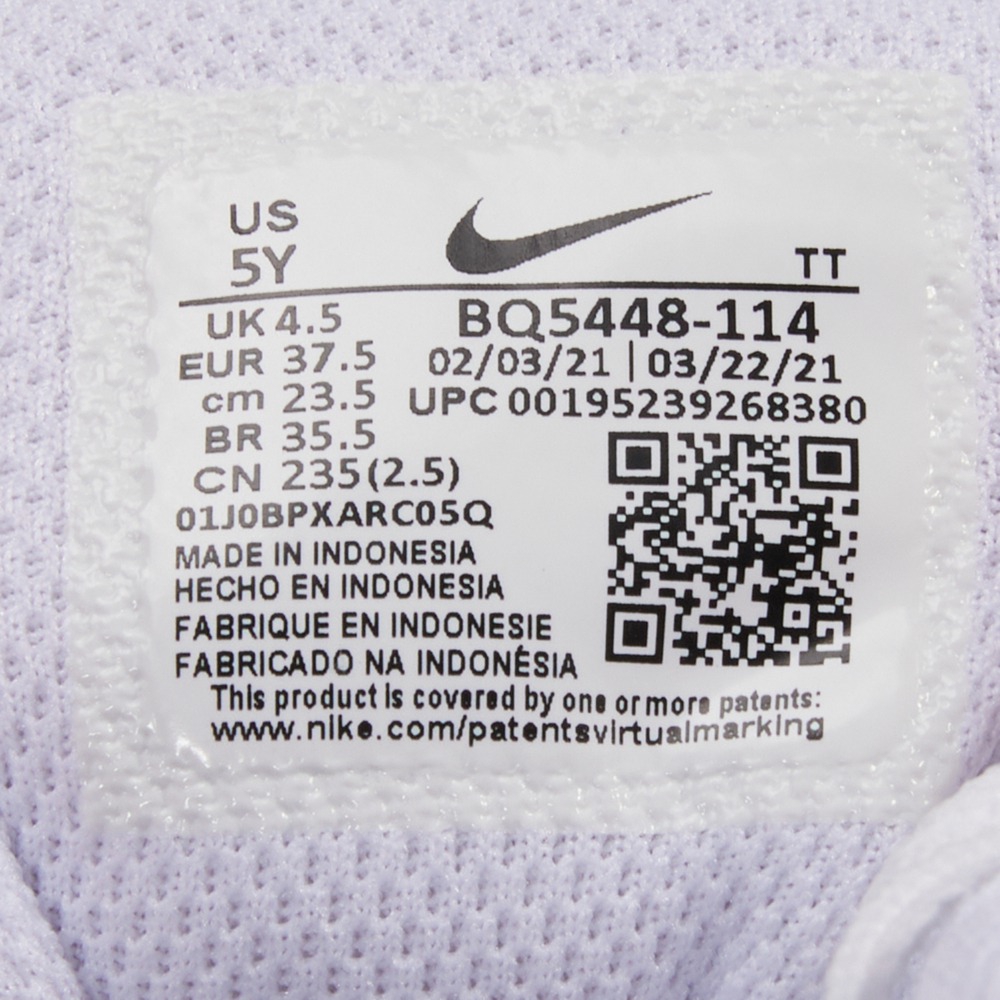 US
5Y
TT
UK 4.5
EUR 37.5
cm 23.5
BR 35.5
CN 235(2.5)
BQ5448-114
02/03/21 | 03/22/21
UPC 00195239268380
01J0BPXARC05Q
MADE IN INDONESIA
HECHO EN INDONESIA
FABRIQUE EN INDONESIE
FABRICADO NA INDONÉSIA
This product is covered by one or more patents:
www.nike.com/patentsvirtualmarking